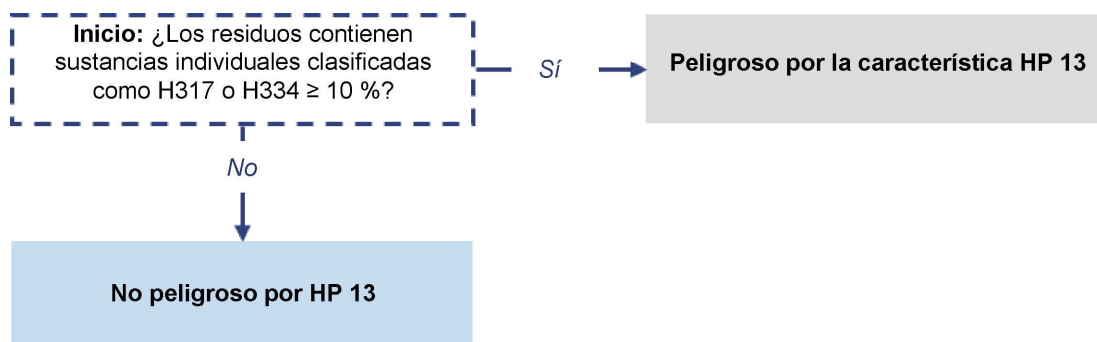 Inicio: ¿Los residuos contienen
sustancias individuales clasificadas
como H317 o H334 ≥ 10 %?
Sí
Peligroso por la característica HP 13
No
No peligroso por HP 13